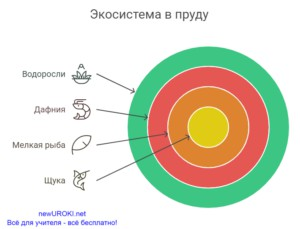 Экосистема в пруду
Водоросли
Дафния
Мелкая рыба
Щука
newUROKI.net
Всё для учителя - всё бесплатно!